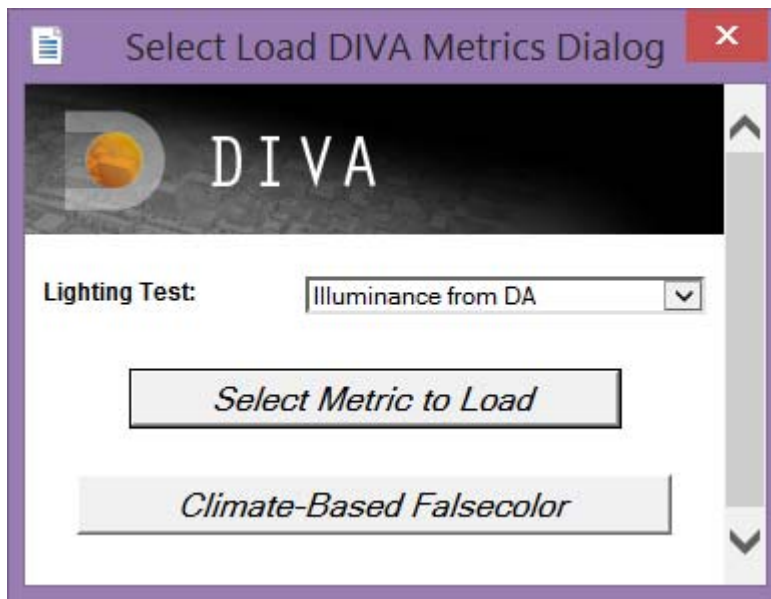 Select Load DIVA Metrics Dialog
DIVA
Lighting Test: Illuminance from DA
Select Metric to Load
Climate-Based Falsecolor